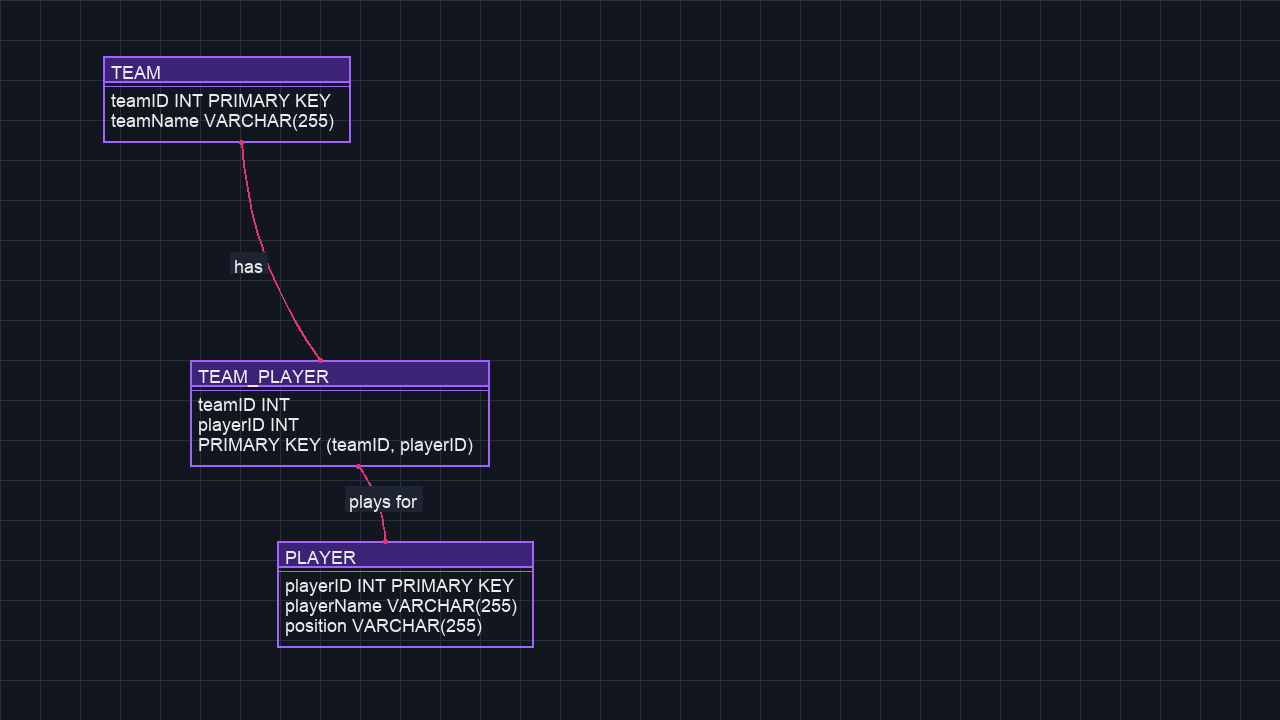 TEAM
teamID INT PRIMARY KEY
teamName VARCHAR(255)
has
TEAM_PLAYER
teamID INT
playerID INT
PRIMARY KEY (teamID, playerID)
plays for
PLAYER
playerID INT PRIMARY KEY
playerName VARCHAR(255)
position VARCHAR(255)